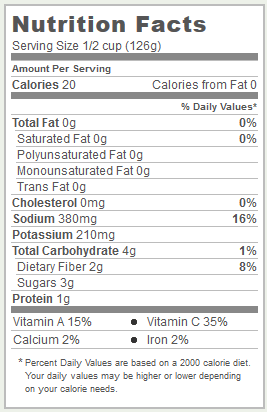 Nutrition Facts
Serving Size 1/2 cup (126g)
Amount Per Serving
Calories 20 Calories from Fat 0
% Daily Values*
Total Fat 0g 0%
Saturated Fat 0g 0%
Polyunsaturated Fat 0g
Monounsaturated Fat 0g
Trans Fat 0g
Cholesterol 0mg 0%
Sodium 380mg 16%
Potassium 210mg
Total Carbohydrate 4g 1%
Dietary Fiber 2g 8%
Sugars 3g
Protein 1g
Vitamin A 15% • Vitamin C 35%
Calcium 2% • Iron 2%
* Percent Daily Values are based on a 2000 calorie diet.
Your daily values may be higher or lower depending
on your calorie needs.